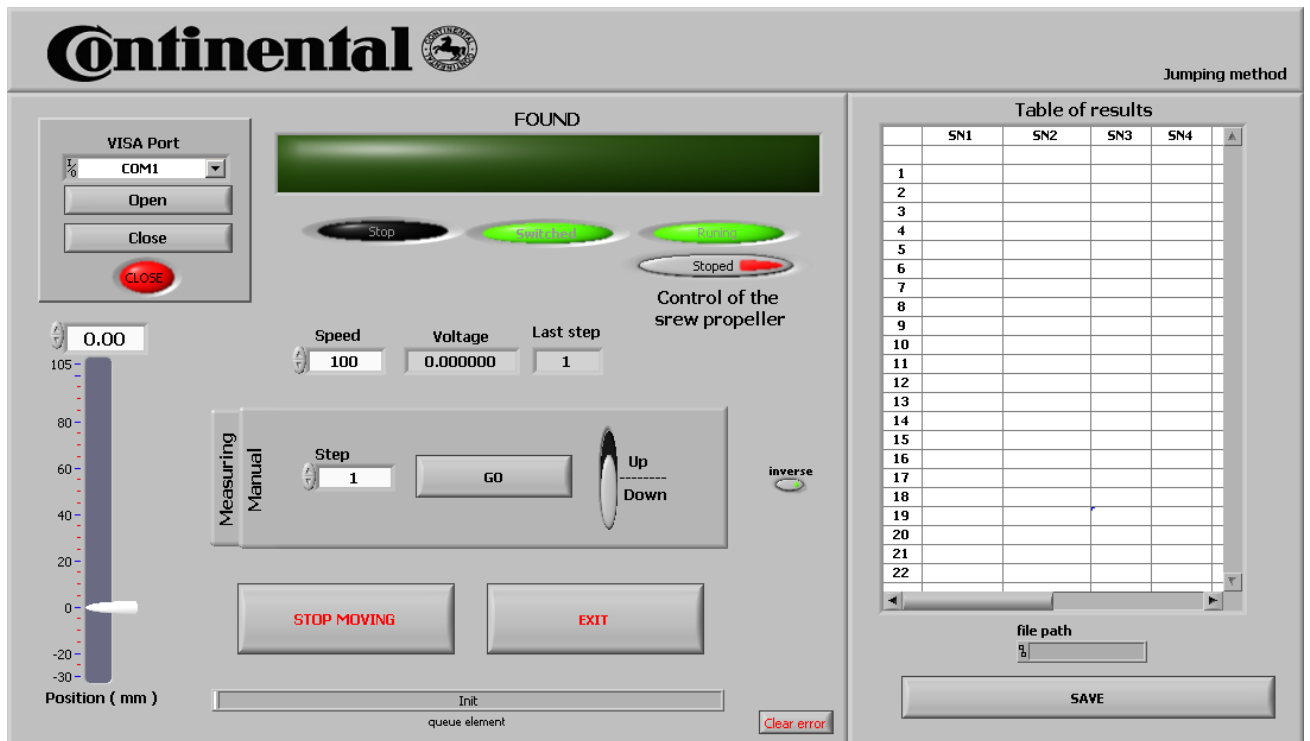 Continental
Jumping method
VISA Port
I/O COM1
Open
Close
CLOSE
FOUND
Stop
Switched
Runing
Stoped
Control of the
srew propeller
0.00
105
80
60
40
20
0
-20
-30
Position ( mm )
Speed
100
Voltage
0.000000
Last step
1
Measuring
Manual
Step
1
GO
Up
Down
inverse
STOP MOVING
EXIT
Init
queue element
Clear error
Table of results
SN1 SN2 SN3 SN4
1
2
3
4
5
6
7
8
9
10
11
12
13
14
15
16
17
18
19
20
21
22
file path
SAVE